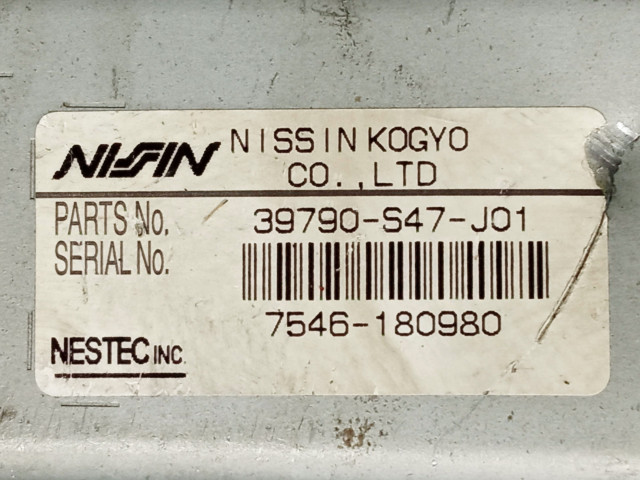 NISSIN NISSIN KOGYO
CO.,LTD
PARTS No. 39790-S47-J01
SERIAL No.
7546-180980
NESTEC INC.